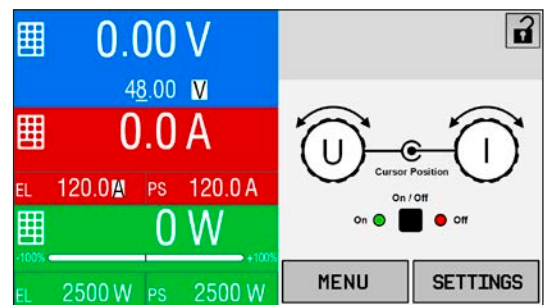 0.00 V
48.00 V
0.0 A
EL 120.0 A PS 120.0 A
0 W
-100% +100%
EL 2500 W PS 2500 W
U I
Cursor Position
On / Off
On Off
MENU SETTINGS